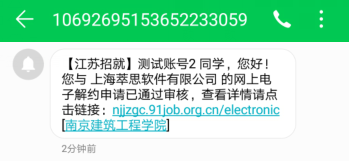 10692695153652233059
【江苏招就】测试账号2 同学，您好！
您与 上海萃思软件有限公司 的网上电
子解约申请已通过审核，查看详情请点
击链接：njjzgc.91job.org.cn/electronic
[南京建筑工程学院]
2分钟前